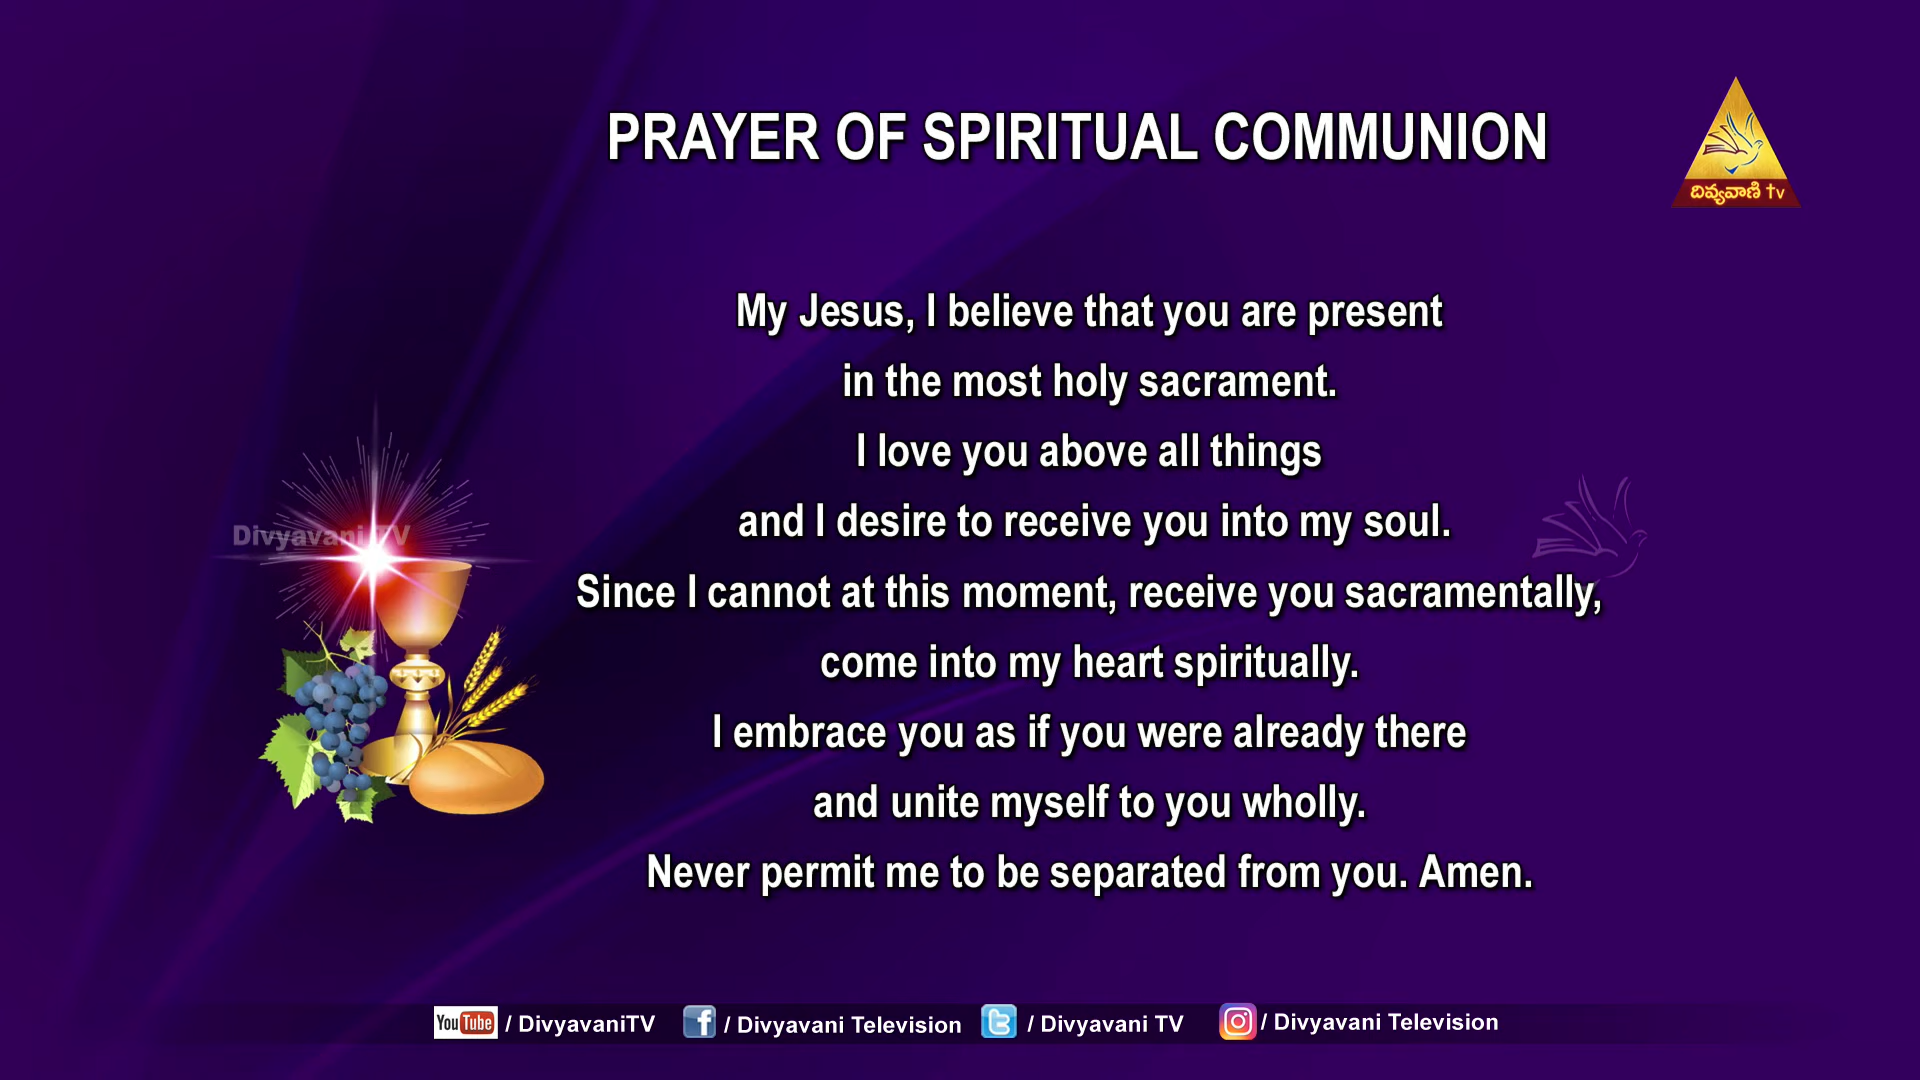 PRAYER OF SPIRITUAL COMMUNION
దివ్యవాణి tv
My Jesus, I believe that you are present
in the most holy sacrament.
I love you above all things
and I desire to receive you into my soul.
Divyavani TV
Since I cannot at this moment, receive you sacramentally,
come into my heart spiritually.
I embrace you as if you were already there
and unite myself to you wholly.
Never permit me to be separated from you. Amen.
YouTube / DivyavaniTV f / Divyavani Television t / Divyavani TV / Divyavani Television